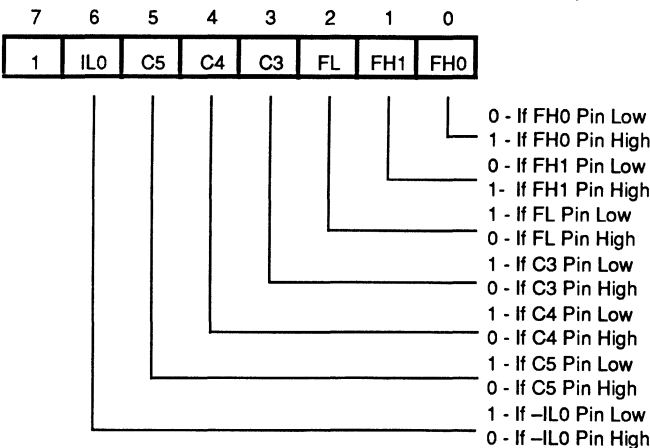 7 6 5 4 3 2 1 0
1 IL0 C5 C4 C3 FL FH1 FH0
0 - If FH0 Pin Low
1 - If FH0 Pin High
0 - If FH1 Pin Low
1- If FH1 Pin High
1 - If FL Pin Low
0 - If FL Pin High
1 - If C3 Pin Low
0 - If C3 Pin High
1 - If C4 Pin Low
0 - If C4 Pin High
1 - If C5 Pin Low
0 - If C5 Pin High
1 - If –IL0 Pin Low
0 - If –IL0 Pin High